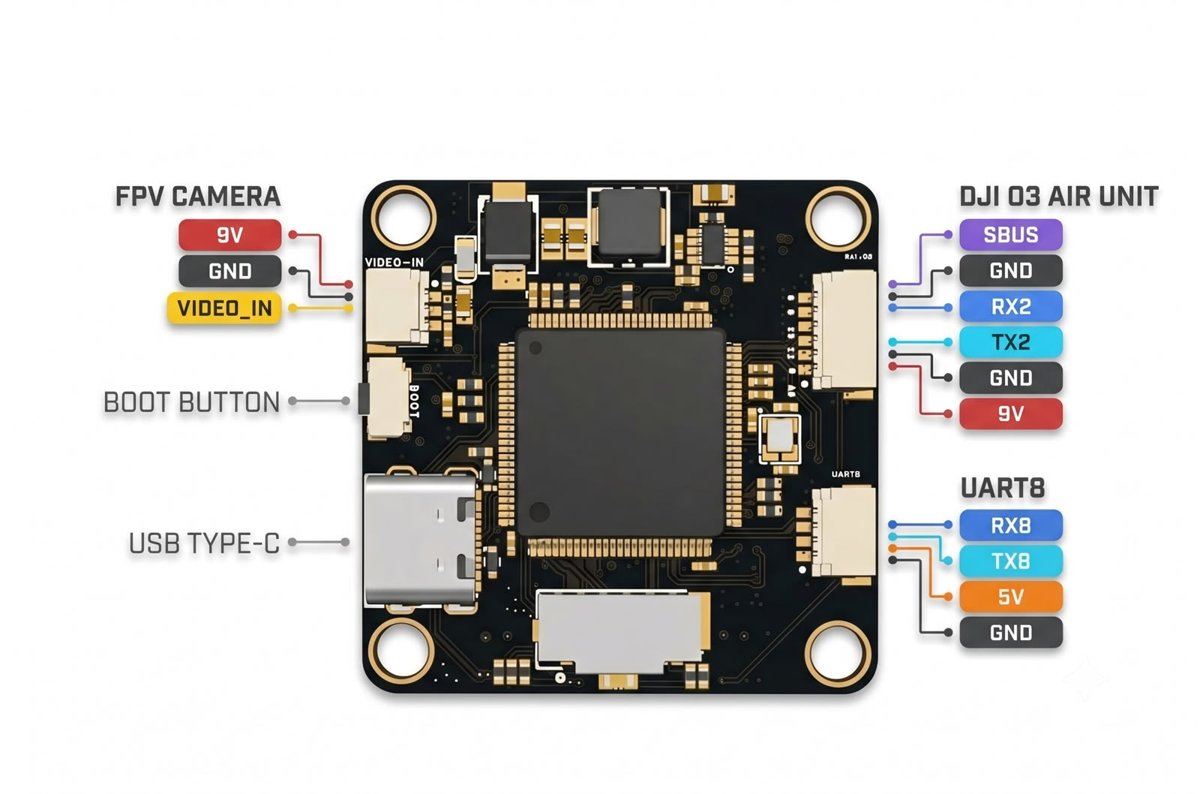 FPV CAMERA
9V
GND
VIDEO_IN
BOOT BUTTON
USB TYPE-C
VIDEO-IN
BOOT
UART8
DJI O3 AIR UNIT
SBUS
GND
RX2
TX2
GND
9V
UART8
RX8
TX8
5V
GND